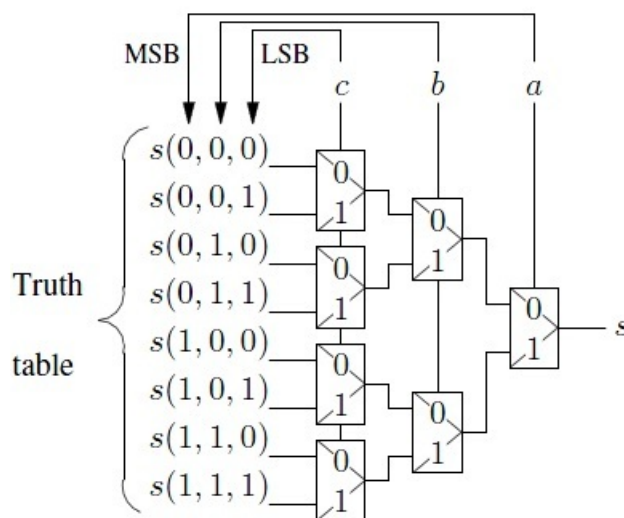 MSB LSB
c b a
s(0, 0, 0)
0
s(0, 0, 1)
1
0
s(0, 1, 0)
0
1
Truth
s(0, 1, 1)
1
0
s
table
s(1, 0, 0)
0
1
s(1, 0, 1)
1
0
s(1, 1, 0)
0
1
s(1, 1, 1)
1